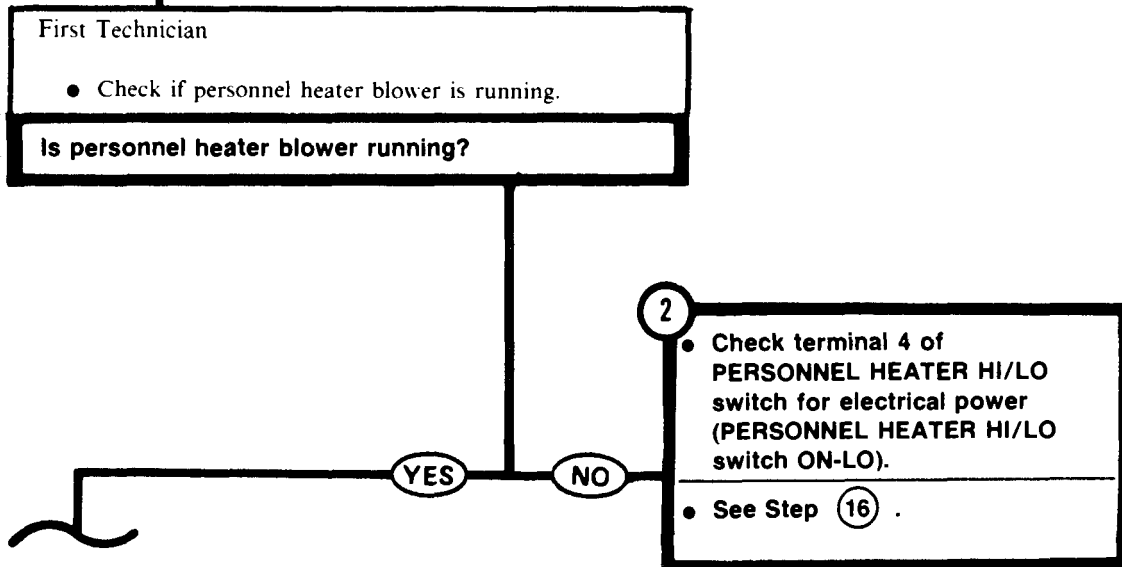 First Technician
● Check if personnel heater blower is running.
Is personnel heater blower running?
YES
NO
2
● Check terminal 4 of
PERSONNEL HEATER HI/LO
switch for electrical power
(PERSONNEL HEATER HI/LO
switch ON-LO).
● See Step 16 .